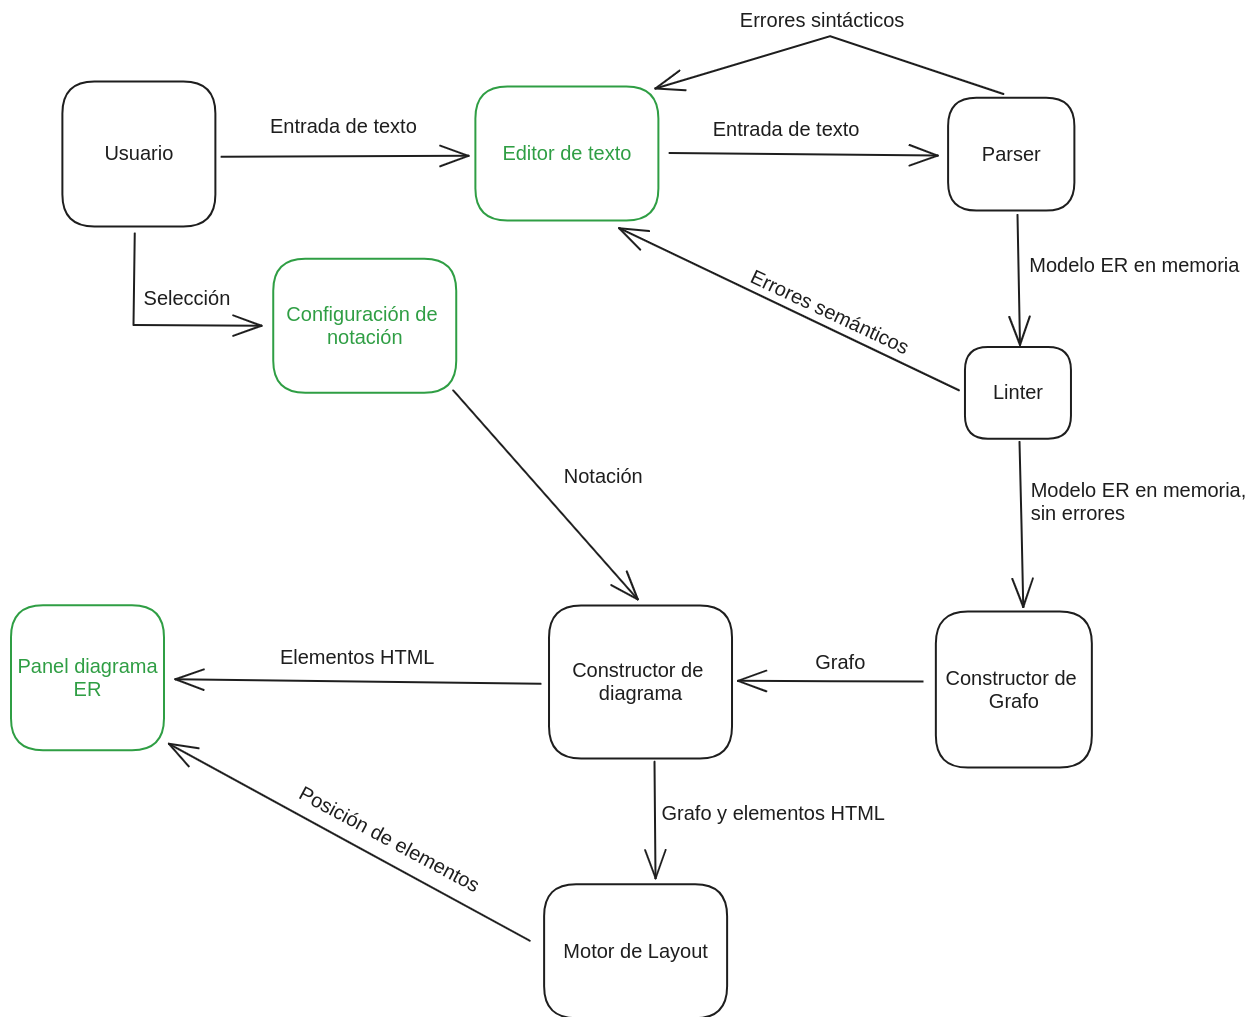 Errores sintácticos
Usuario
Entrada de texto
Editor de texto
Entrada de texto
Parser
Selección
Configuración de
notación
Errores semánticos
Modelo ER en memoria
Linter
Notación
Modelo ER en memoria,
sin errores
Panel diagrama
ER
Elementos HTML
Constructor de
diagrama
Grafo
Constructor de
Grafo
Posición de elementos
Grafo y elementos HTML
Motor de Layout